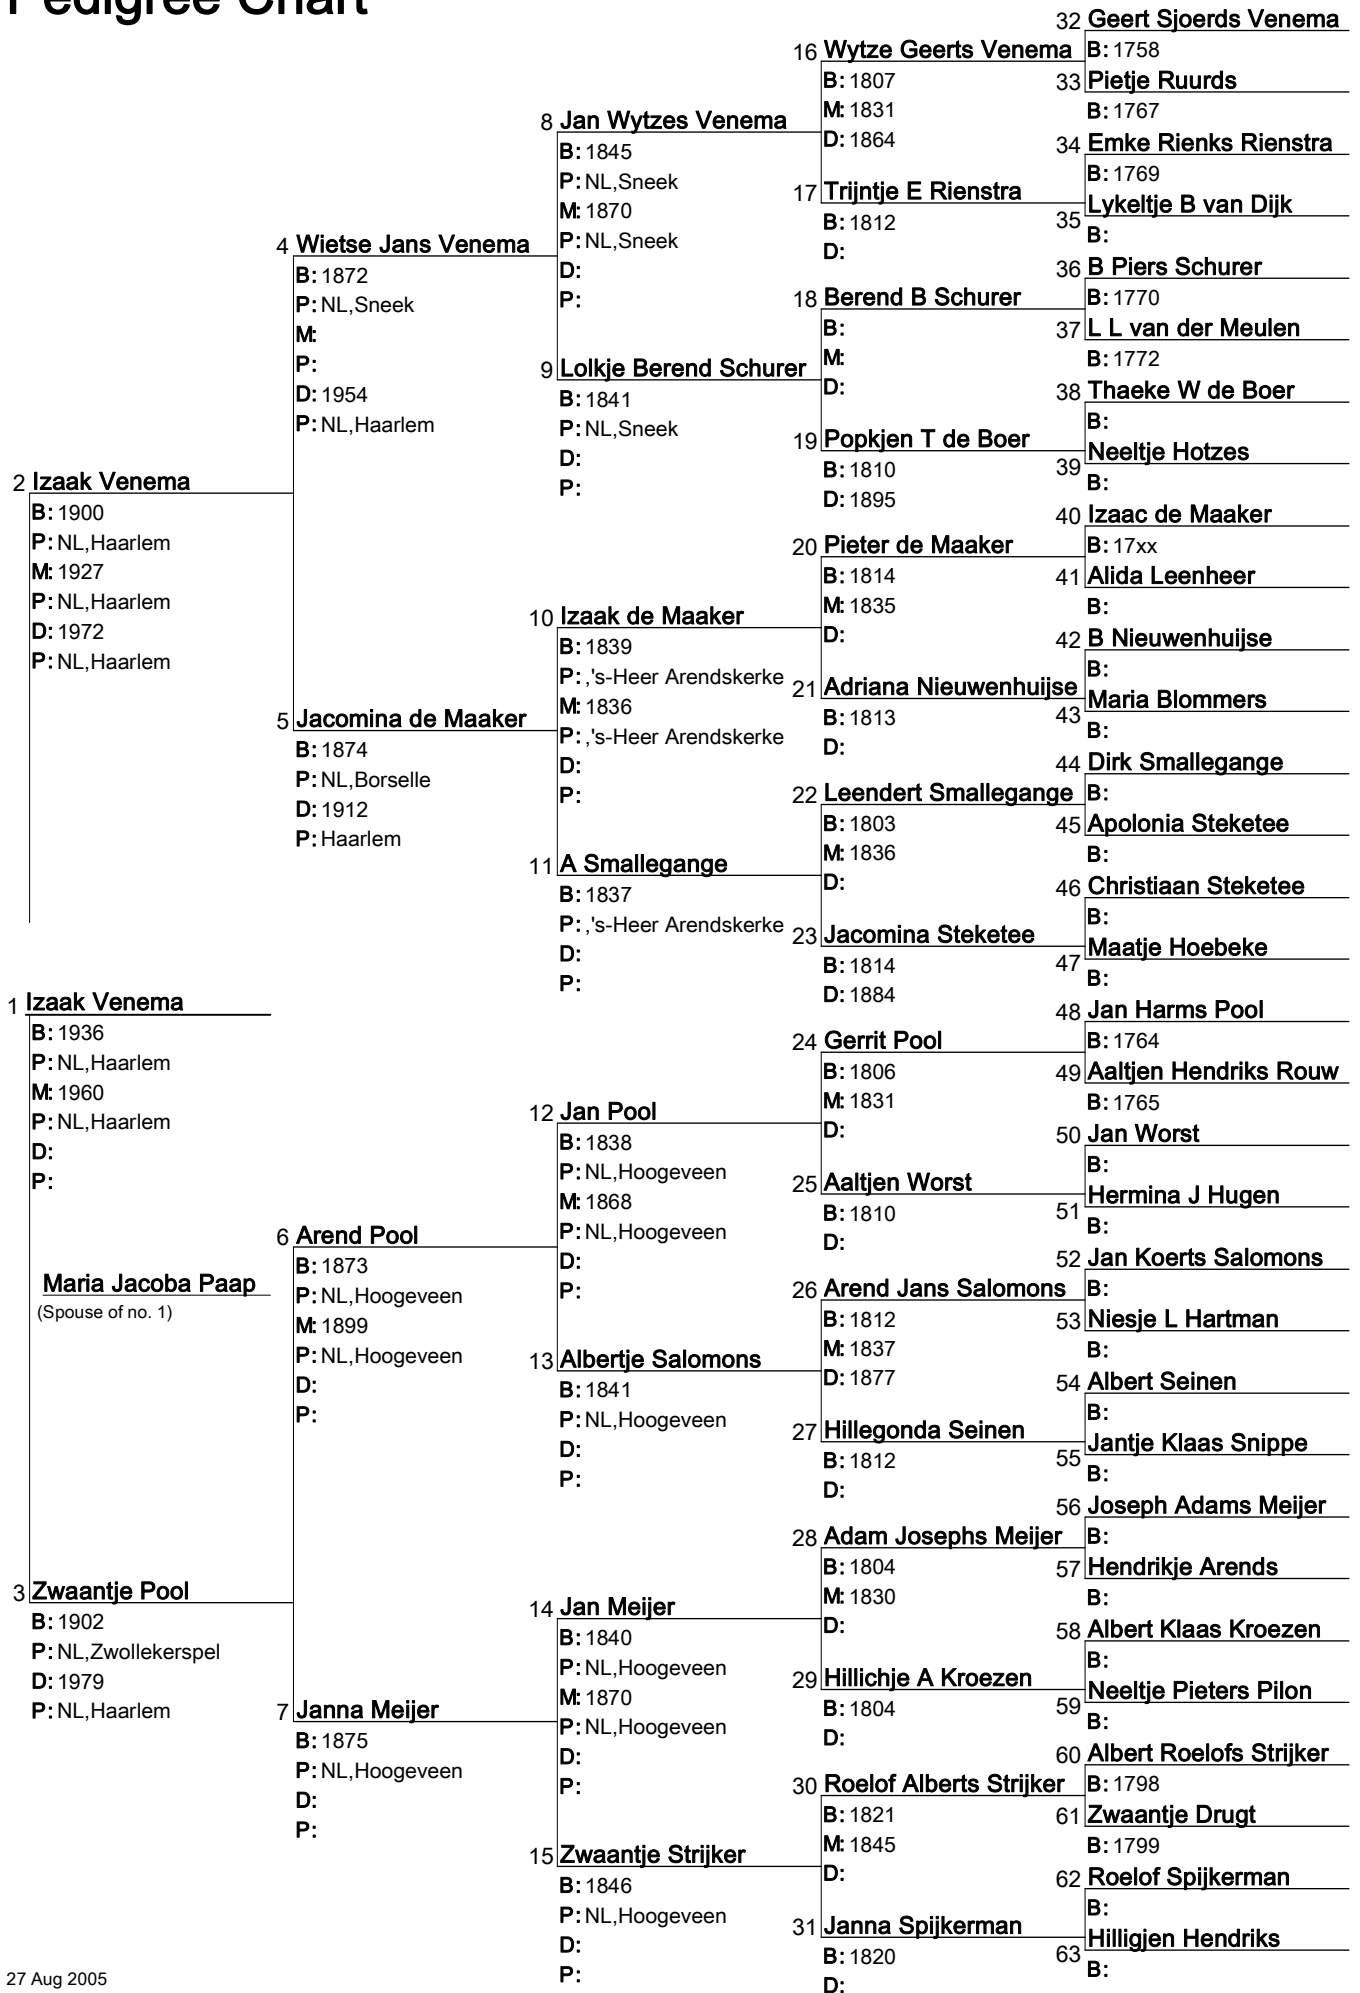 Pedigree Chart
2 Izaak Venema
B: 1900
P: NL,Haarlem
M: 1927
P: NL,Haarlem
D: 1972
P: NL,Haarlem
1 Izaak Venema
B: 1936
P: NL,Haarlem
M: 1960
P: NL,Haarlem
D:
P:
Maria Jacoba Paap
(Spouse of no. 1)
3 Zwaantje Pool
B: 1902
P: NL,Zwollekerspel
D: 1979
P: NL,Haarlem
27 Aug 2005
4 Wietse Jans Venema
B: 1872
P: NL,Sneek
M:
P:
D: 1954
P: NL,Haarlem
5 Jacomina de Maaker
B: 1874
P: NL,Borselle
D: 1912
P: Haarlem
6 Arend Pool
B: 1873
P: NL,Hoogeveen
M: 1899
P: NL,Hoogeveen
D:
P:
7 Janna Meijer
B: 1875
P: NL,Hoogeveen
D:
P:
8 Jan Wytzes Venema
B: 1845
P: NL,Sneek
M: 1870
P: NL,Sneek
D:
P:
9 Lolkje Berend Schurer
B: 1841
P: NL,Sneek
D:
P:
10 Izaak de Maaker
B: 1839
P: ,'s-Heer Arendskerke
M: 1836
P: ,'s-Heer Arendskerke
D:
P:
11 A Smallegange
B: 1837
P: ,'s-Heer Arendskerke
D:
P:
12 Jan Pool
B: 1838
P: NL,Hoogeveen
M: 1868
P: NL,Hoogeveen
D:
P:
13 Albertje Salomons
B: 1841
P: NL,Hoogeveen
D:
P:
14 Jan Meijer
B: 1840
P: NL,Hoogeveen
M: 1870
P: NL,Hoogeveen
D:
P:
15 Zwaantje Strijker
B: 1846
P: NL,Hoogeveen
D:
P:
16 Wytze Geerts Venema
B: 1807
M: 1831
D: 1864
17 Trijntje E Rienstra
B: 1812
D:
18 Berend B Schurer
B:
M:
D:
19 Popkjen T de Boer
B: 1810
D: 1895
20 Pieter de Maaker
B: 1814
M: 1835
D:
21 Adriana Nieuwenhuijse
B: 1813
D:
22 Leendert Smallegange
B: 1803
M: 1836
D:
23 Jacomina Steketee
B: 1814
D: 1884
24 Gerrit Pool
B: 1806
M: 1831
D:
25 Aaltjen Worst
B: 1810
D:
26 Arend Jans Salomons
B: 1812
M: 1837
D: 1877
27 Hillegonda Seinen
B: 1812
D:
28 Adam Josephs Meijer
B: 1804
M: 1830
D:
29 Hillichje A Kroezen
B: 1804
D:
30 Roelof Alberts Strijker
B: 1821
M: 1845
D:
31 Janna Spijkerman
B: 1820
D:
32 Geert Sjoerds Venema
B: 1758
33 Pietje Ruurds
B: 1767
34 Emke Rienks Rienstra
B: 1769
35 Lykeltje B van Dijk
B:
36 B Piers Schurer
B: 1770
37 L L van der Meulen
B: 1772
38 Thaeke W de Boer
B:
39 Neeltje Hotzes
B:
40 Izaac de Maaker
B: 17xx
41 Alida Leenheer
B:
42 B Nieuwenhuijse
B:
43 Maria Blommers
B:
44 Dirk Smallegange
B:
45 Apolonia Steketee
B:
46 Christiaan Steketee
B:
47 Maatje Hoebeke
B:
48 Jan Harms Pool
B: 1764
49 Aaltjen Hendriks Rouw
B: 1765
50 Jan Worst
B:
51 Hermina J Hugen
B:
52 Jan Koerts Salomons
B:
53 Niesje L Hartman
B:
54 Albert Seinen
B:
55 Jantje Klaas Snippe
B:
56 Joseph Adams Meijer
B:
57 Hendrikje Arends
B:
58 Albert Klaas Kroezen
B:
59 Neeltje Pieters Pilon
B:
60 Albert Roelofs Strijker
B: 1798
61 Zwaantje Drugt
B: 1799
62 Roelof Spijkerman
B:
63 Hilligjen Hendriks
B: